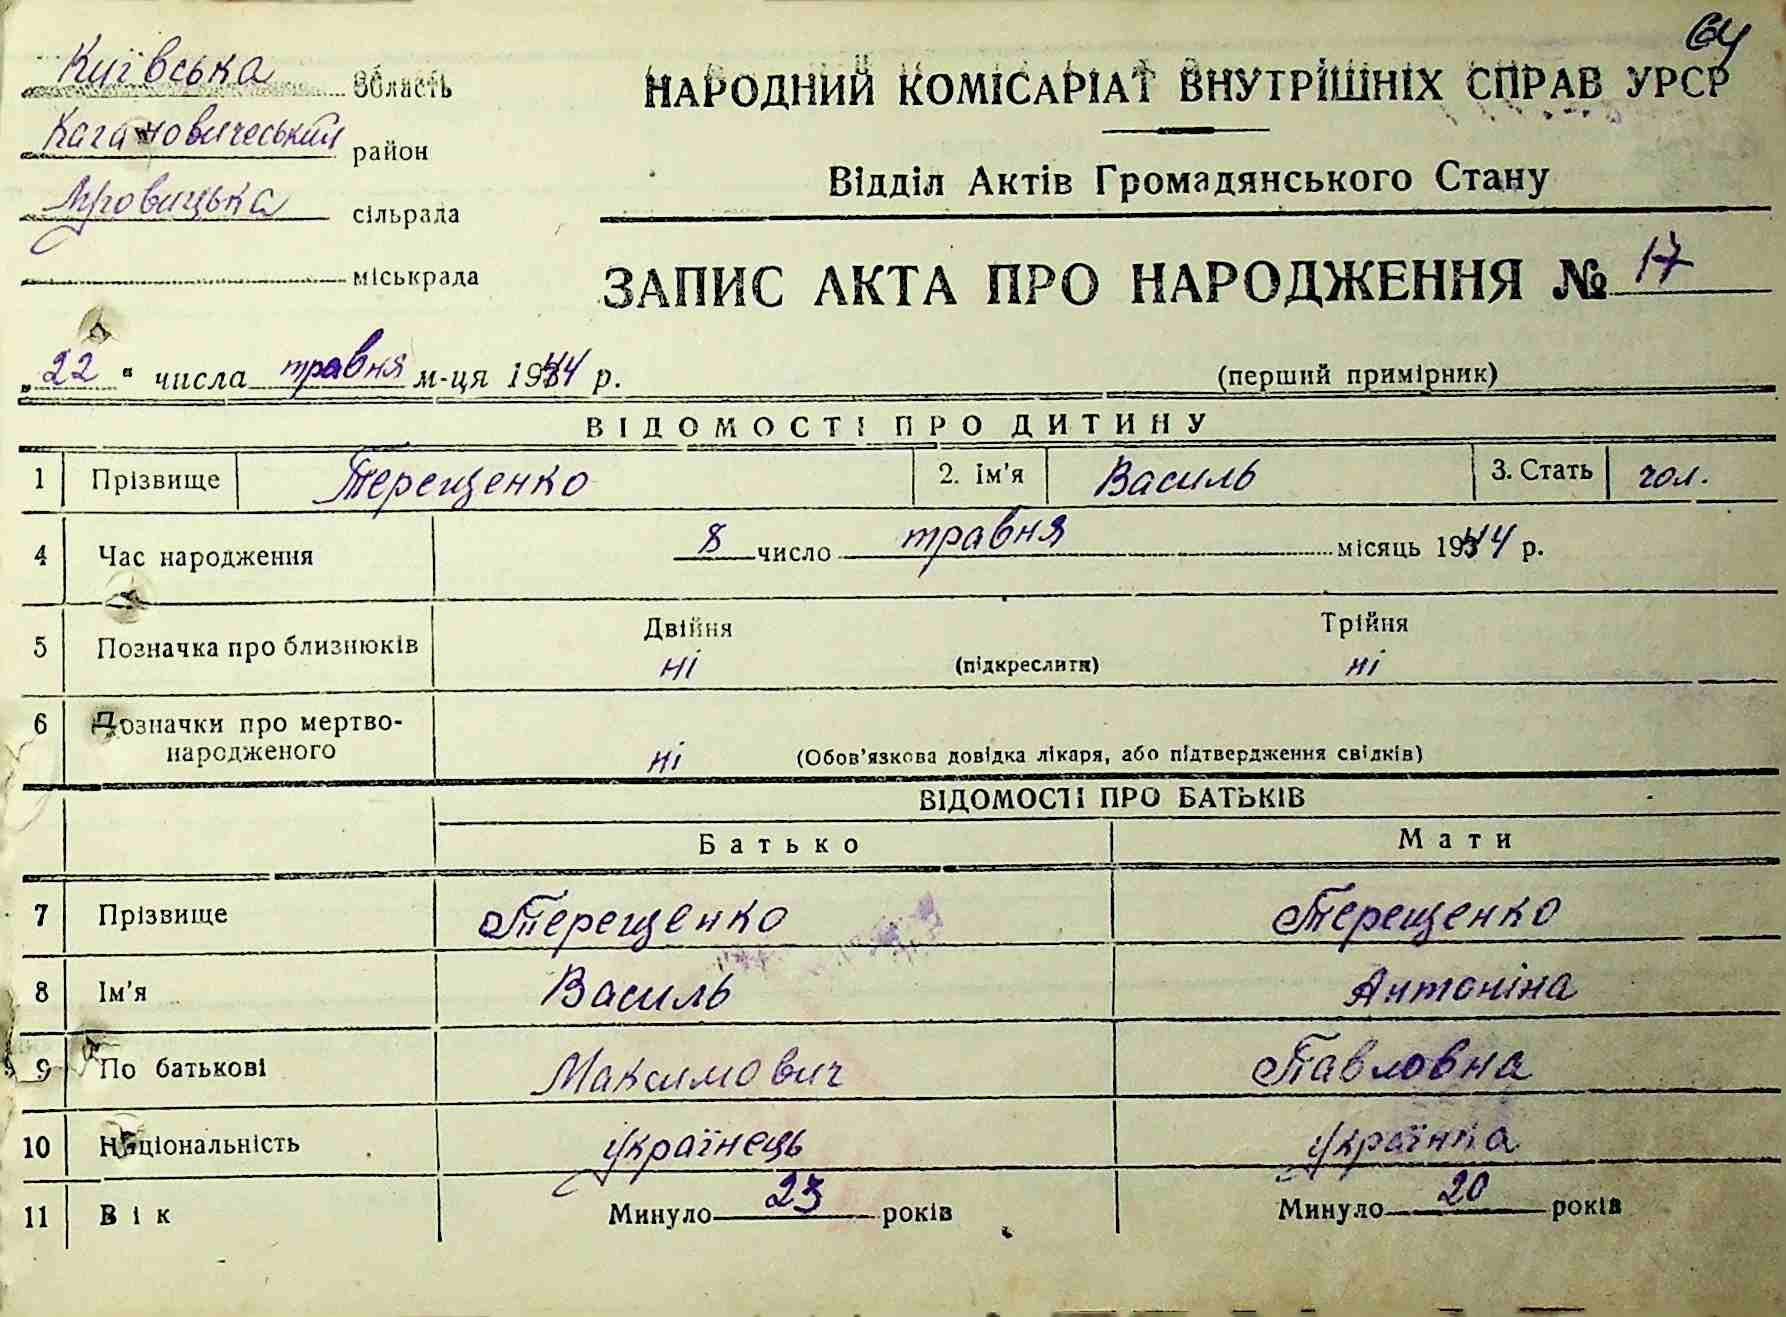 64
Київська область
Кагановичеський район
Мировицька сільрада
міськрада
НАРОДНИЙ КОМІСАРІАТ ВНУТРІШНІХ СПРАВ УРСР
Відділ Актів Громадянського Стану
ЗАПИС АКТА ПРО НАРОДЖЕННЯ № 17
„22“ числа травня м-ця 1944 р.
(перший примірник)
ВІДОМОСТІ ПРО ДИТИНУ
1 Прізвище Терещенко 2. Ім'я Василь 3. Стать чол.
4 Час народження 8 число травня місяць 1944 р.
5 Позначка про близнюків Двійня ні (підкреслити) Трійня ні
6 Позначки про мертво-
народженого ні (Обов'язкова довідка лікаря, або підтвердження свідків)
ВІДОМОСТІ ПРО БАТЬКІВ
Батько Мати
7 Прізвище Терещенко Терещенко
8 Ім'я Василь Антоніна
9 По батькові Максимович Павловна
10 Національність українець українка
11 Вік Минуло 23 років Минуло 20 років